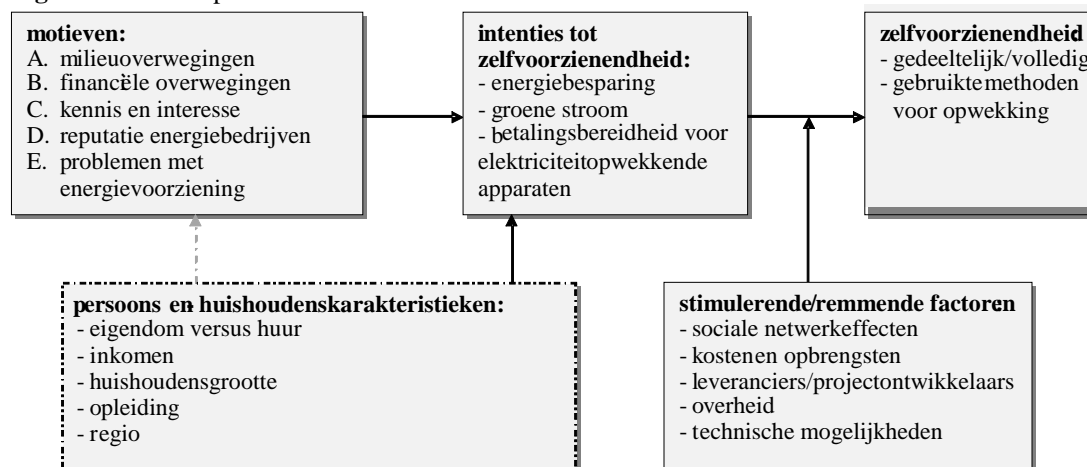 motieven:
A. milieuoverwegingen
B. financiële overwegingen
C. kennis en interesse
D. reputatie energiebedrijven
E. problemen met
energievoorziening
intenties tot
zelfvoorzienendheid:
- energiebesparing
- groene stroom
- betalingsbereidheid voor
elektriciteitopwekkende
apparaten
zelfvoorzienendheid:
- gedeeltelijk/volledig
- gebruikte methoden
voor opwekking
persoons en huishoudenskarakteristieken:
- eigendom versus huur
- inkomen
- huishoudensgrootte
- opleiding
- regio
stimulerende/remmende factoren:
- sociale netwerkeffecten
- kosten en opbrengsten
- leveranciers/projectontwikkelaars
- overheid
- technische mogelijkheden